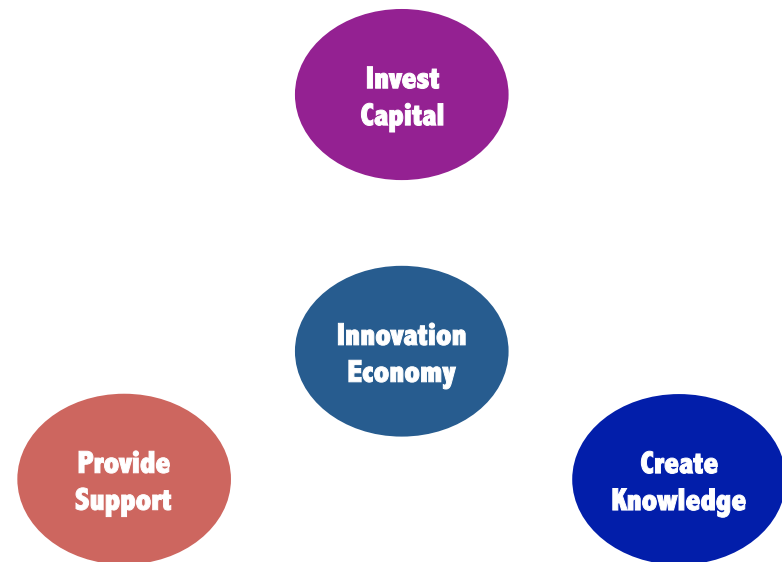 Invest
Capital
Innovation
Economy
Provide
Support
Create
Knowledge